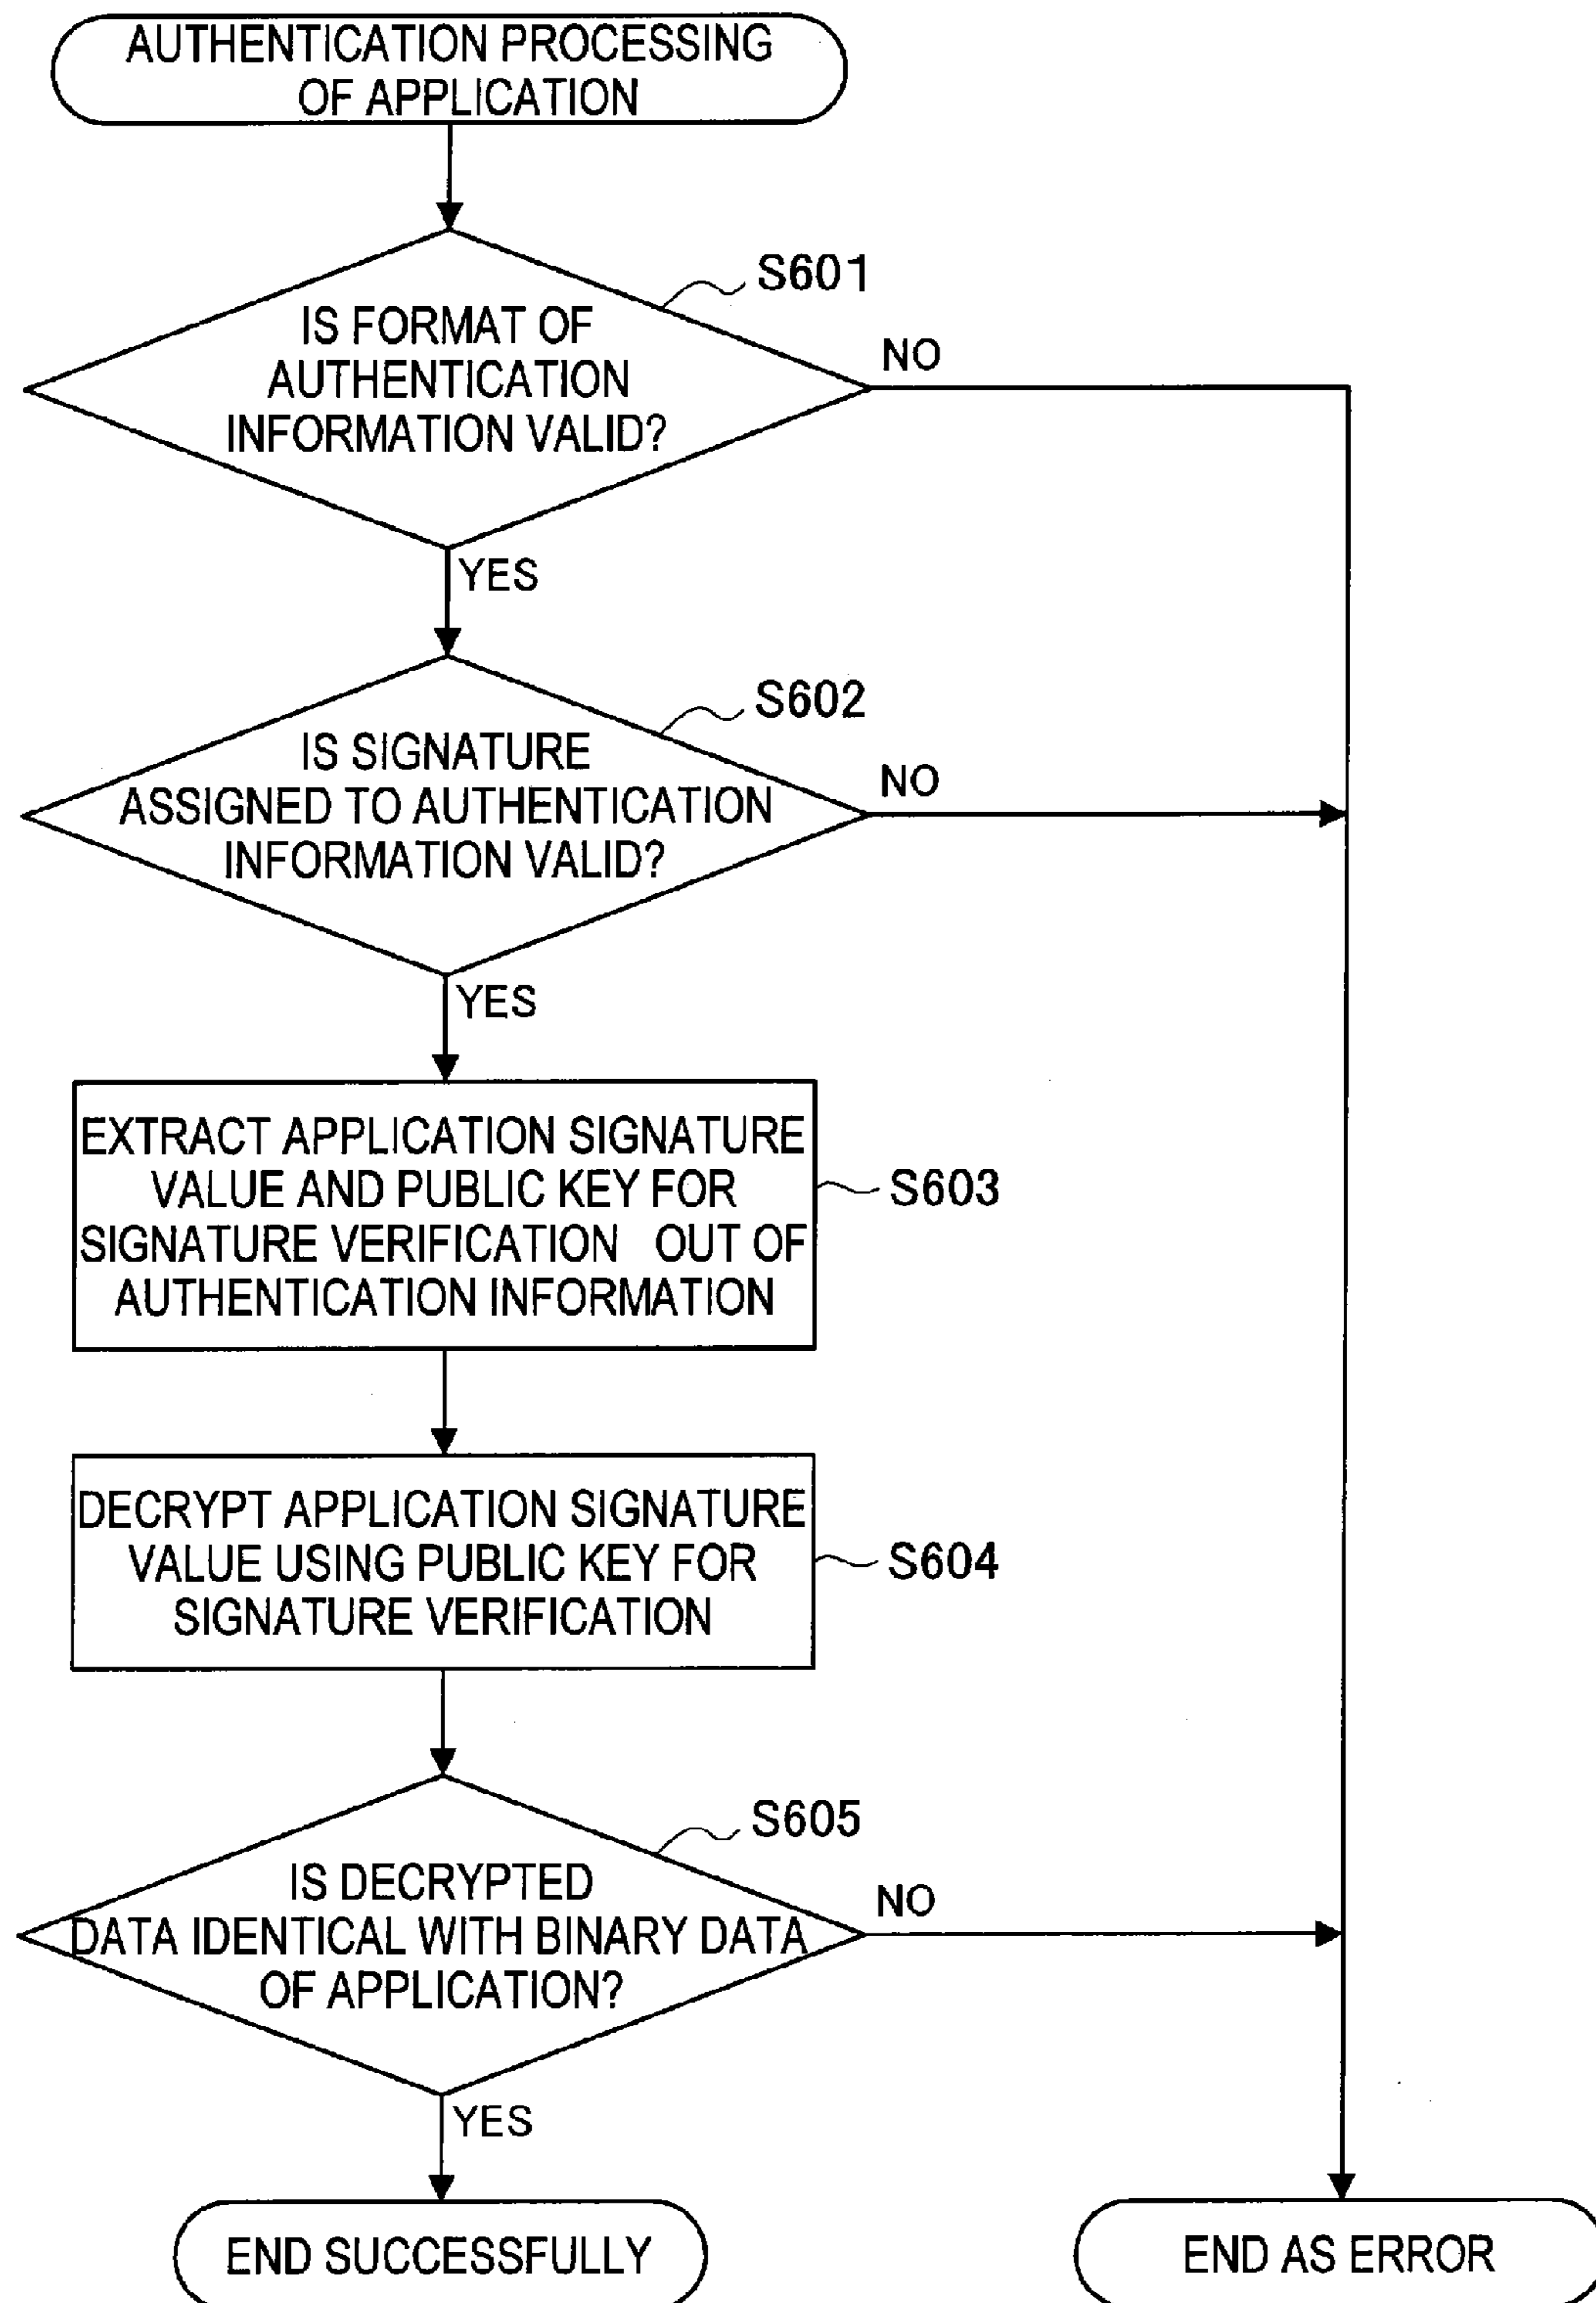 AUTHENTICATION PROCESSING
OF APPLICATION
S601
IS FORMAT OF
AUTHENTICATION
INFORMATION VALID?
NO
YES
S602
IS SIGNATURE
ASSIGNED TO AUTHENTICATION
INFORMATION VALID?
NO
YES
EXTRACT APPLICATION SIGNATURE
VALUE AND PUBLIC KEY FOR
SIGNATURE VERIFICATION OUT OF
AUTHENTICATION INFORMATION
S603
DECRYPT APPLICATION SIGNATURE
VALUE USING PUBLIC KEY FOR
SIGNATURE VERIFICATION
S604
S605
IS DECRYPTED
DATA IDENTICAL WITH BINARY DATA
OF APPLICATION?
NO
YES
END SUCCESSFULLY
END AS ERROR